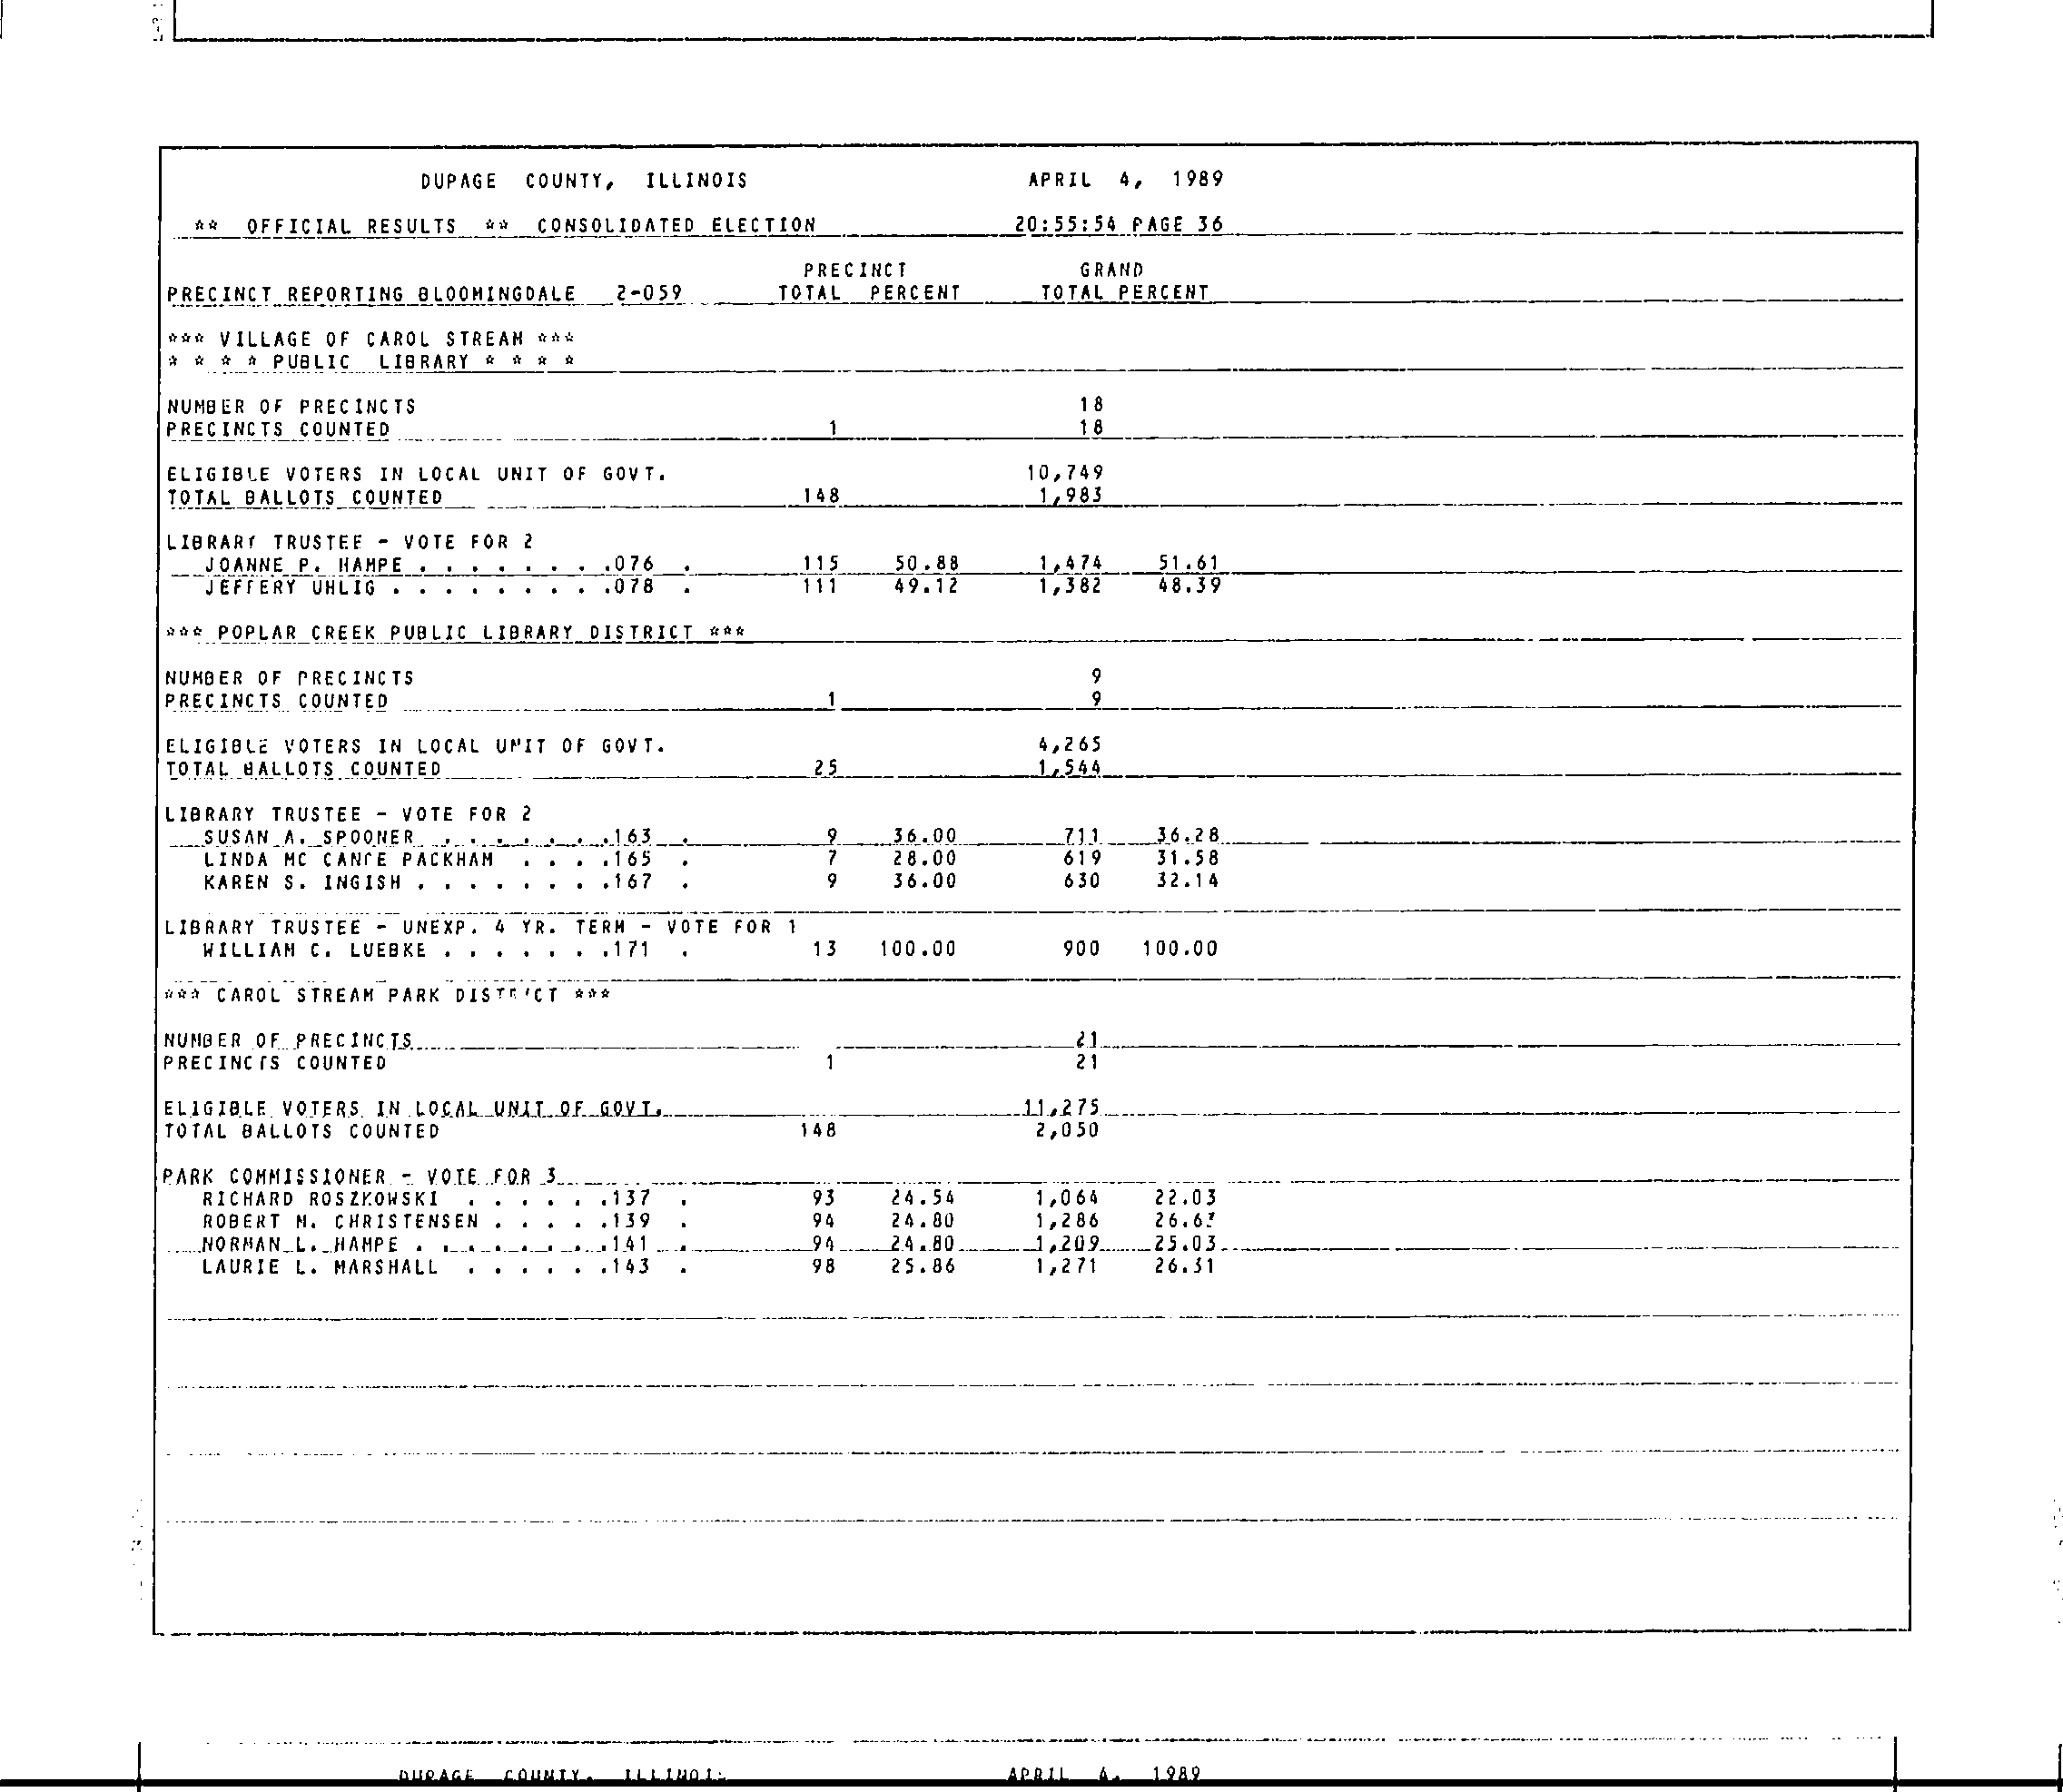 DUPAGE COUNTY, ILLINOIS APRIL 4, 1989
** OFFICIAL RESULTS ** CONSOLIDATED ELECTION 20:55:54 PAGE 36
PRECINCT GRAND
PRECINCT REPORTING BLOOMINGDALE 2-059 TOTAL PERCENT TOTAL PERCENT
*** VILLAGE OF CAROL STREAM ***
* * * * PUBLIC LIBRARY * * * *
NUMBER OF PRECINCTS 18
PRECINCTS COUNTED 1 18
ELIGIBLE VOTERS IN LOCAL UNIT OF GOVT. 10,749
TOTAL BALLOTS COUNTED 148 1,983
LIBRARY TRUSTEE - VOTE FOR 2
JOANNE P. HAMPE . . . . . . . .076 . 115 50.88 1,474 51.61
JEFFERY UHLIG . . . . . . . . .078 . 111 49.12 1,382 48.39
*** POPLAR CREEK PUBLIC LIBRARY DISTRICT ***
NUMBER OF PRECINCTS 9
PRECINCTS COUNTED 1 9
ELIGIBLE VOTERS IN LOCAL UNIT OF GOVT. 4,265
TOTAL BALLOTS COUNTED 25 1,544
LIBRARY TRUSTEE - VOTE FOR 2
SUSAN A. SPOONER . . . . . . .163 . 9 36.00 711 36.28
LINDA MC CANCE PACKHAM . . . .165 . 7 28.00 619 31.58
KAREN S. INGISH . . . . . . . .167 . 9 36.00 630 32.14
LIBRARY TRUSTEE - UNEXP. 4 YR. TERM - VOTE FOR 1
WILLIAM C. LUEBKE . . . . . . .171 . 13 100.00 900 100.00
*** CAROL STREAM PARK DISTRICT ***
NUMBER OF PRECINCTS 21
PRECINCTS COUNTED 1 21
ELIGIBLE VOTERS IN LOCAL UNIT OF GOVT. 11,275
TOTAL BALLOTS COUNTED 148 2,050
PARK COMMISSIONER - VOTE FOR 3
RICHARD ROSZKOWSKI . . . . . .137 . 93 24.54 1,064 22.03
ROBERT M. CHRISTENSEN . . . . .139 . 94 24.80 1,286
NORMAN L. HAMPE . . . . . . . .141 . 94 24.80 1,209 25.03
LAURIE L. MARSHALL . . . . . .143 . 98 25.86 1,271 26.31
DUPAGE COUNTY, ILLINOIS APRIL 4, 1989